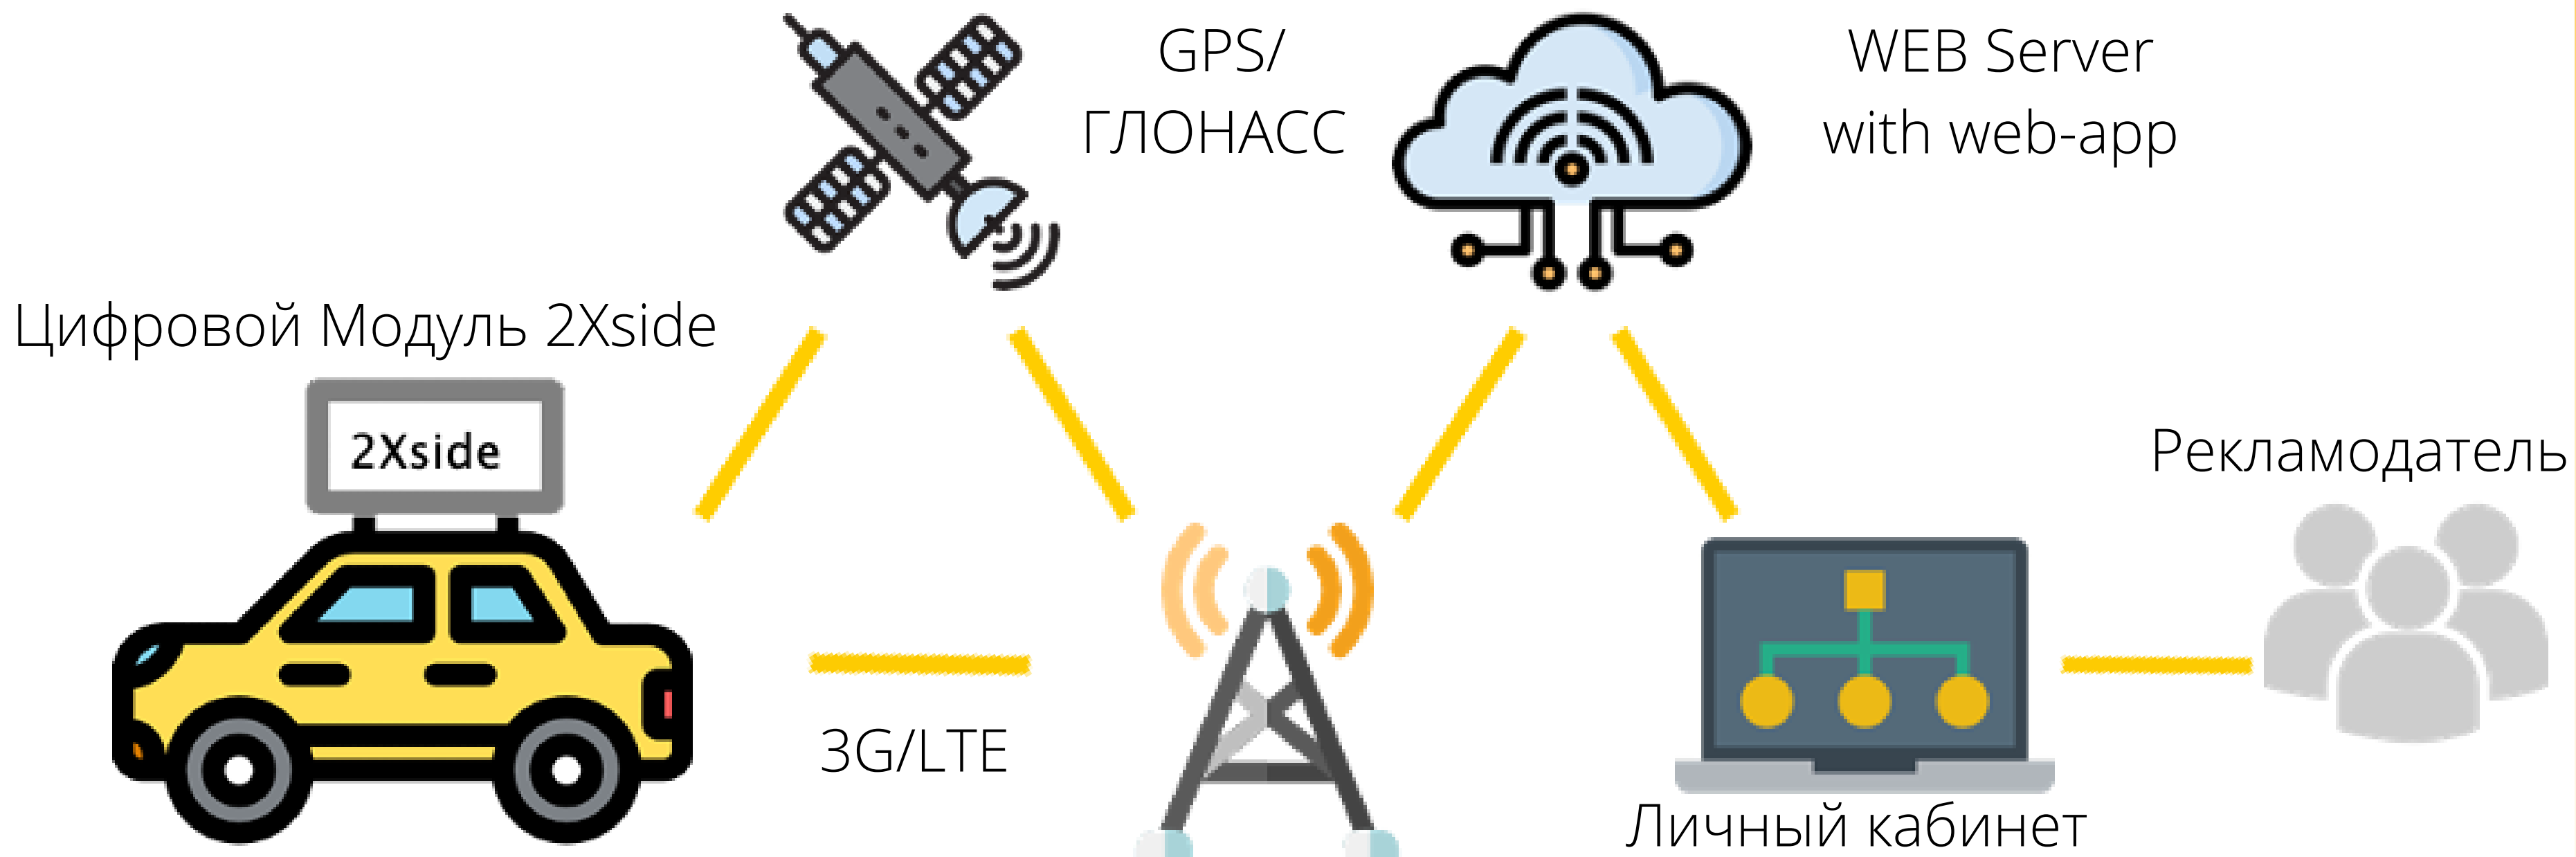 GPS/
ГЛОНАСС
WEB Server
with web-app
Цифровой Модуль 2Xside
2Xside
Рекламодатель
3G/LTE
Личный кабинет